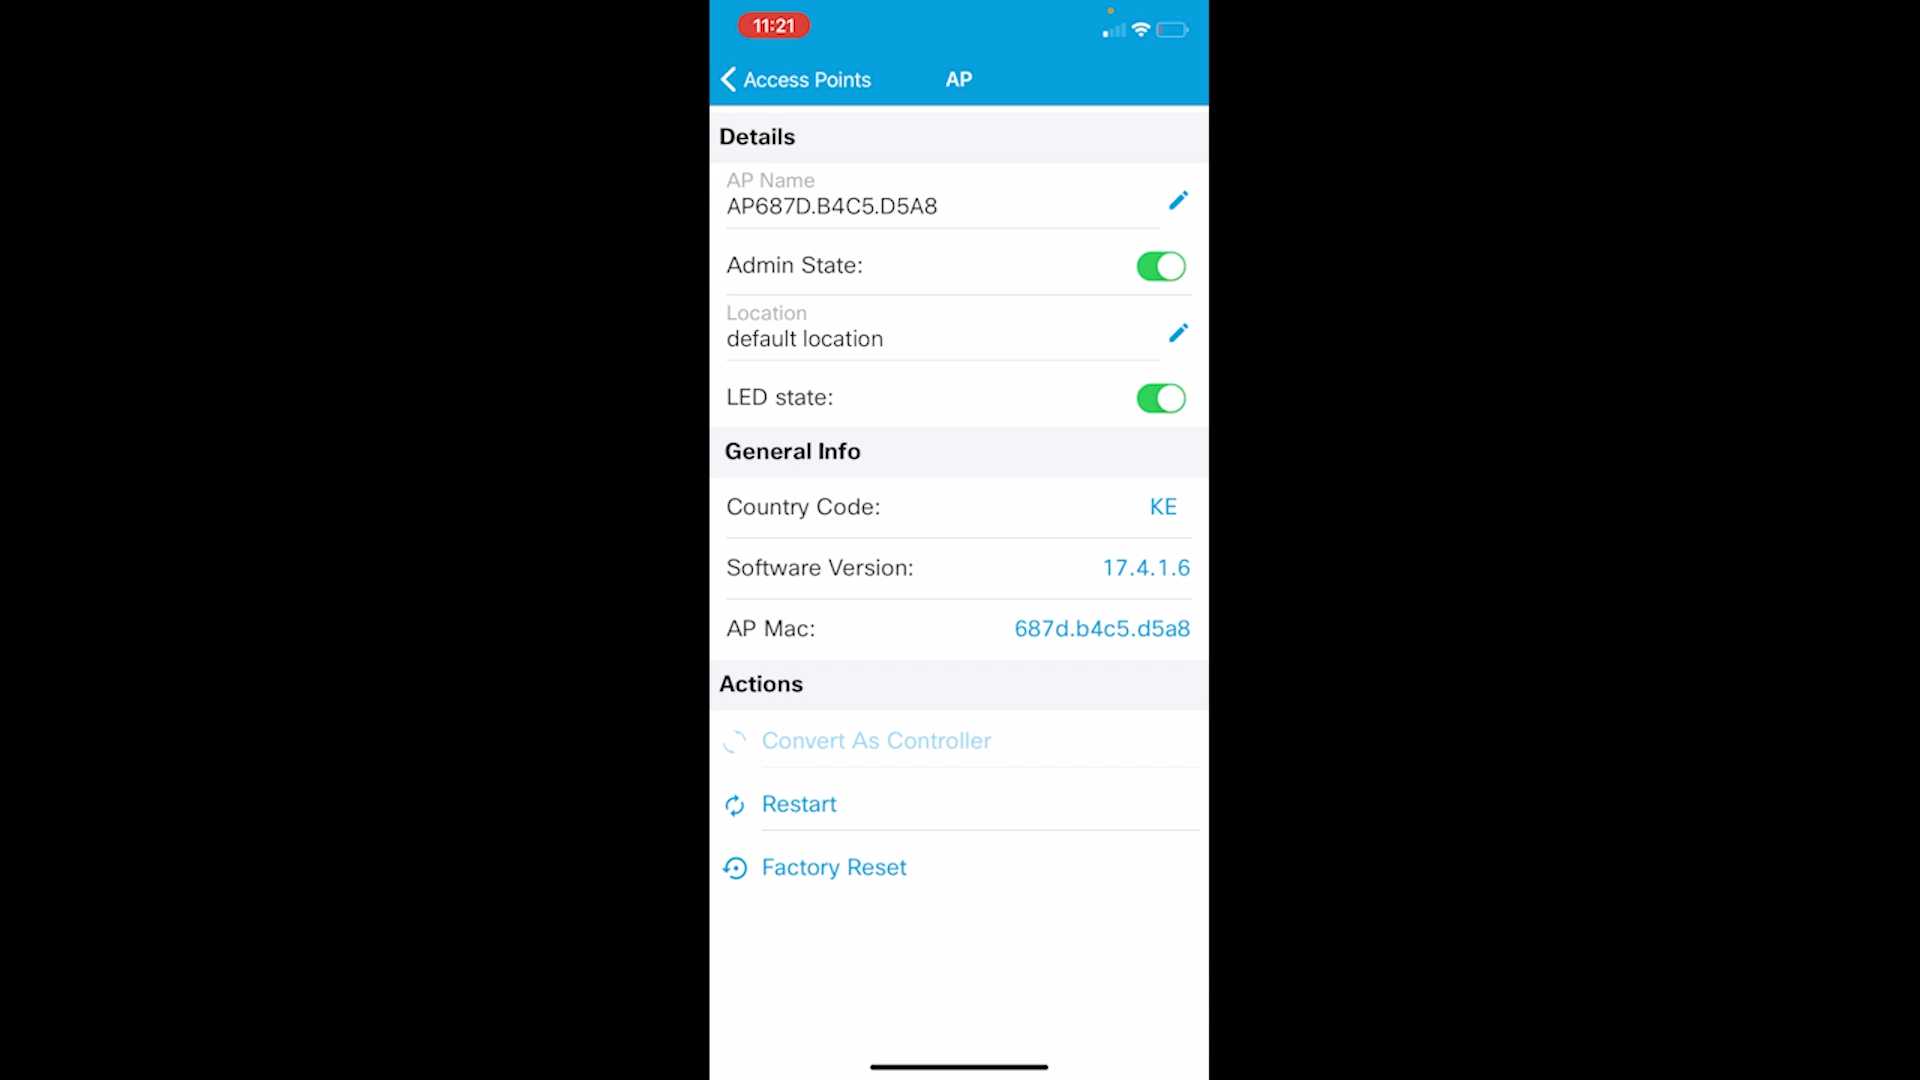 11:21
Access Points
AP
Details
AP Name
AP687D.B4C5.D5A8
Admin State:
Location
default location
LED state:
General Info
Country Code:
KE
Software Version:
17.4.1.6
AP Mac:
687d.b4c5.d5a8
Actions
Convert As Controller
Restart
Factory Reset